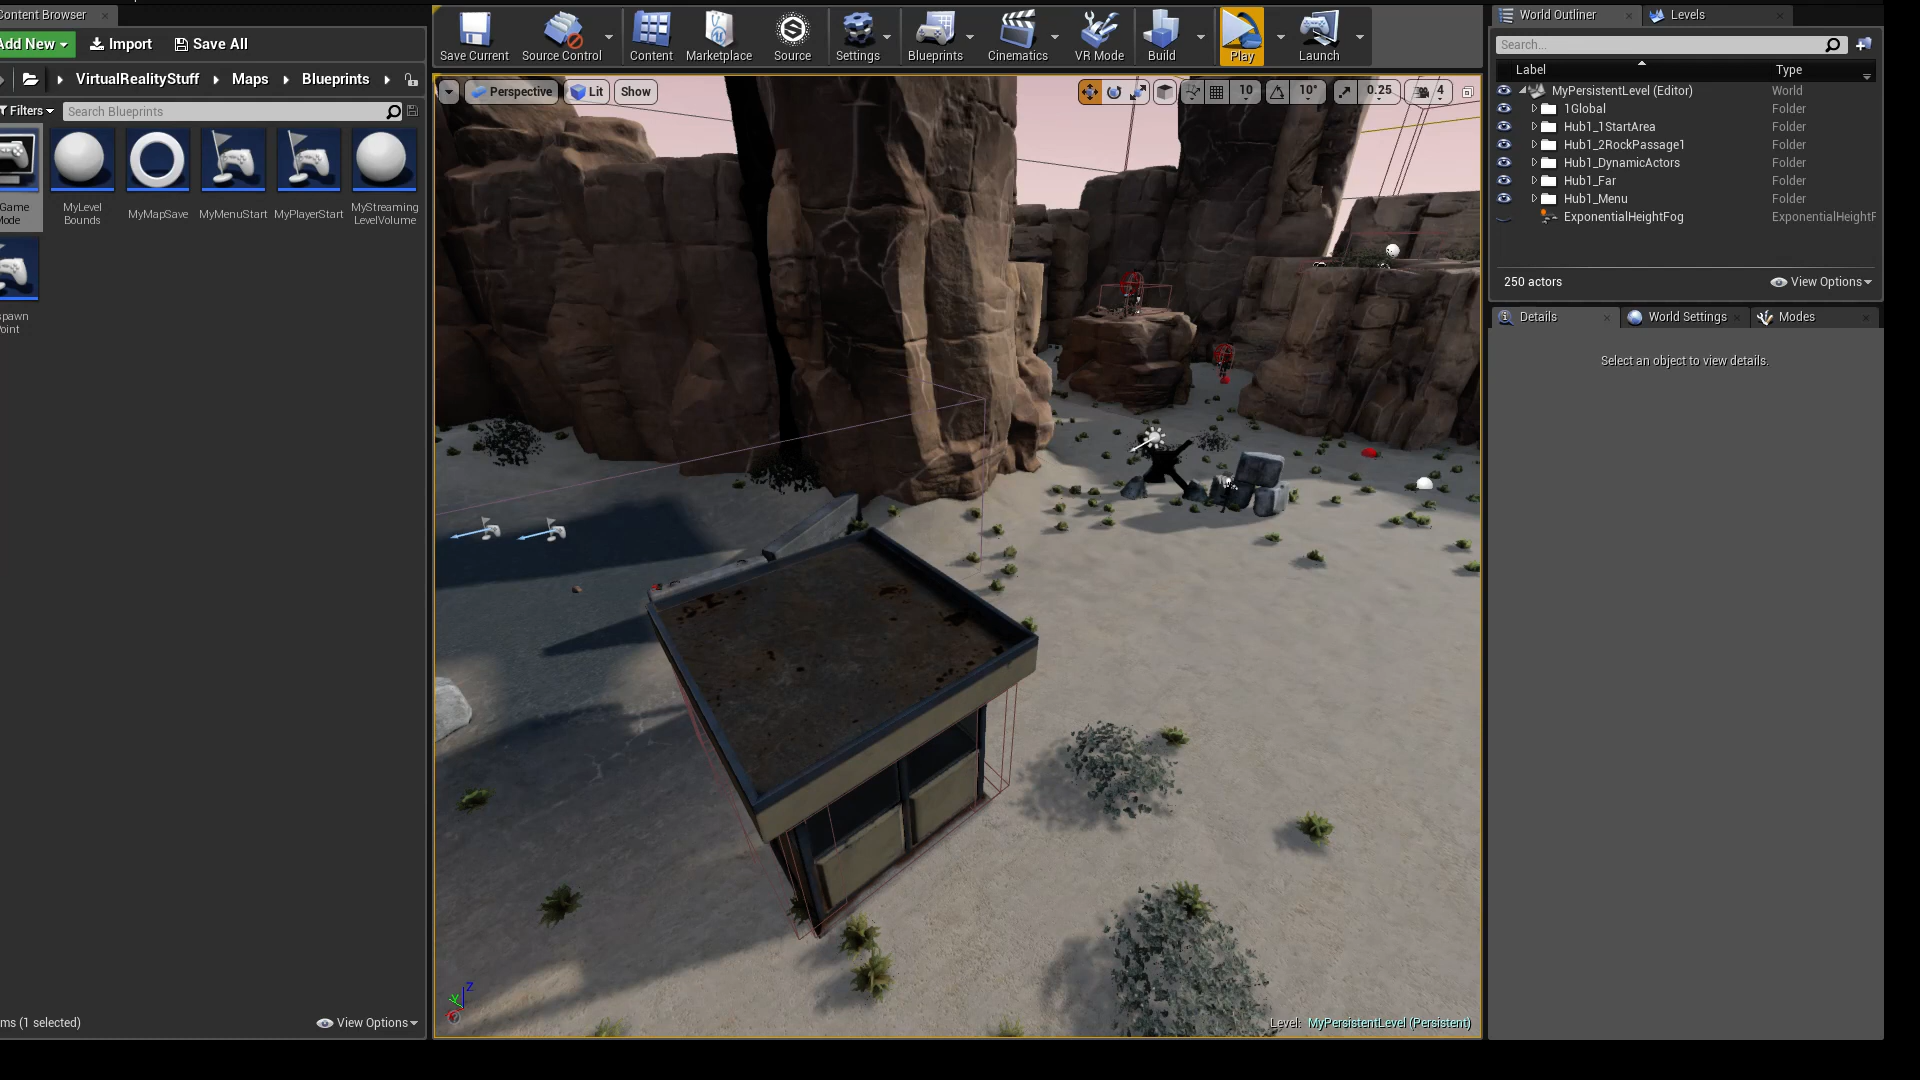 Content Browser
Add New Import Save All
VirtualRealityStuff Maps Blueprints
Filters Search Blueprints
Game
Mode
MyLevel
Bounds
MyMapSave
MyMenuStart
MyPlayerStart
MyStreaming
LevelVolume
spawn
Point
ms (1 selected)
View Options
Save Current Source Control Content Marketplace Source Settings Blueprints Cinematics VR Mode Build Play Launch
Perspective Lit Show 10 10° 0.25 4
Z
Y
Level: MyPersistentLevel (Persistent)
World Outliner Levels
Search...
Label Type
MyPersistentLevel (Editor) World
1Global Folder
Hub1_1StartArea Folder
Hub1_2RockPassage1 Folder
Hub1_DynamicActors Folder
Hub1_Far Folder
Hub1_Menu Folder
ExponentialHeightFog ExponentialHeightF
250 actors View Options
Details World Settings Modes
Select an object to view details.